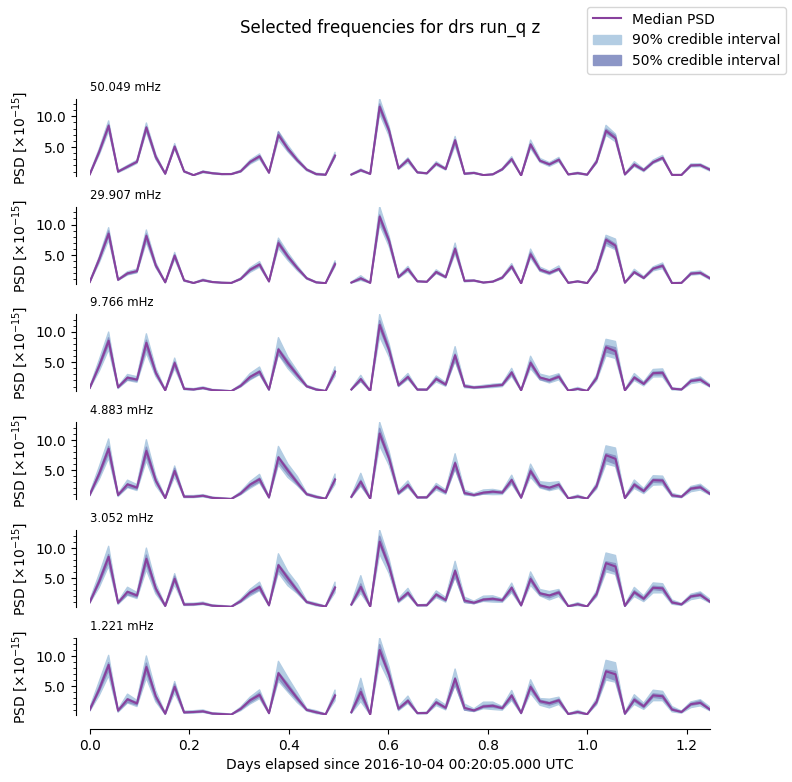 Selected frequencies for drs run_q z
Median PSD
90% credible interval
50% credible interval
50.049 mHz
PSD [×10⁻¹⁵]
10.0
5.0
29.907 mHz
PSD [×10⁻¹⁵]
10.0
5.0
9.766 mHz
PSD [×10⁻¹⁵]
10.0
5.0
4.883 mHz
PSD [×10⁻¹⁵]
10.0
5.0
3.052 mHz
PSD [×10⁻¹⁵]
10.0
5.0
1.221 mHz
PSD [×10⁻¹⁵]
10.0
5.0
0.0 0.2 0.4 0.6 0.8 1.0 1.2
Days elapsed since 2016-10-04 00:20:05.000 UTC